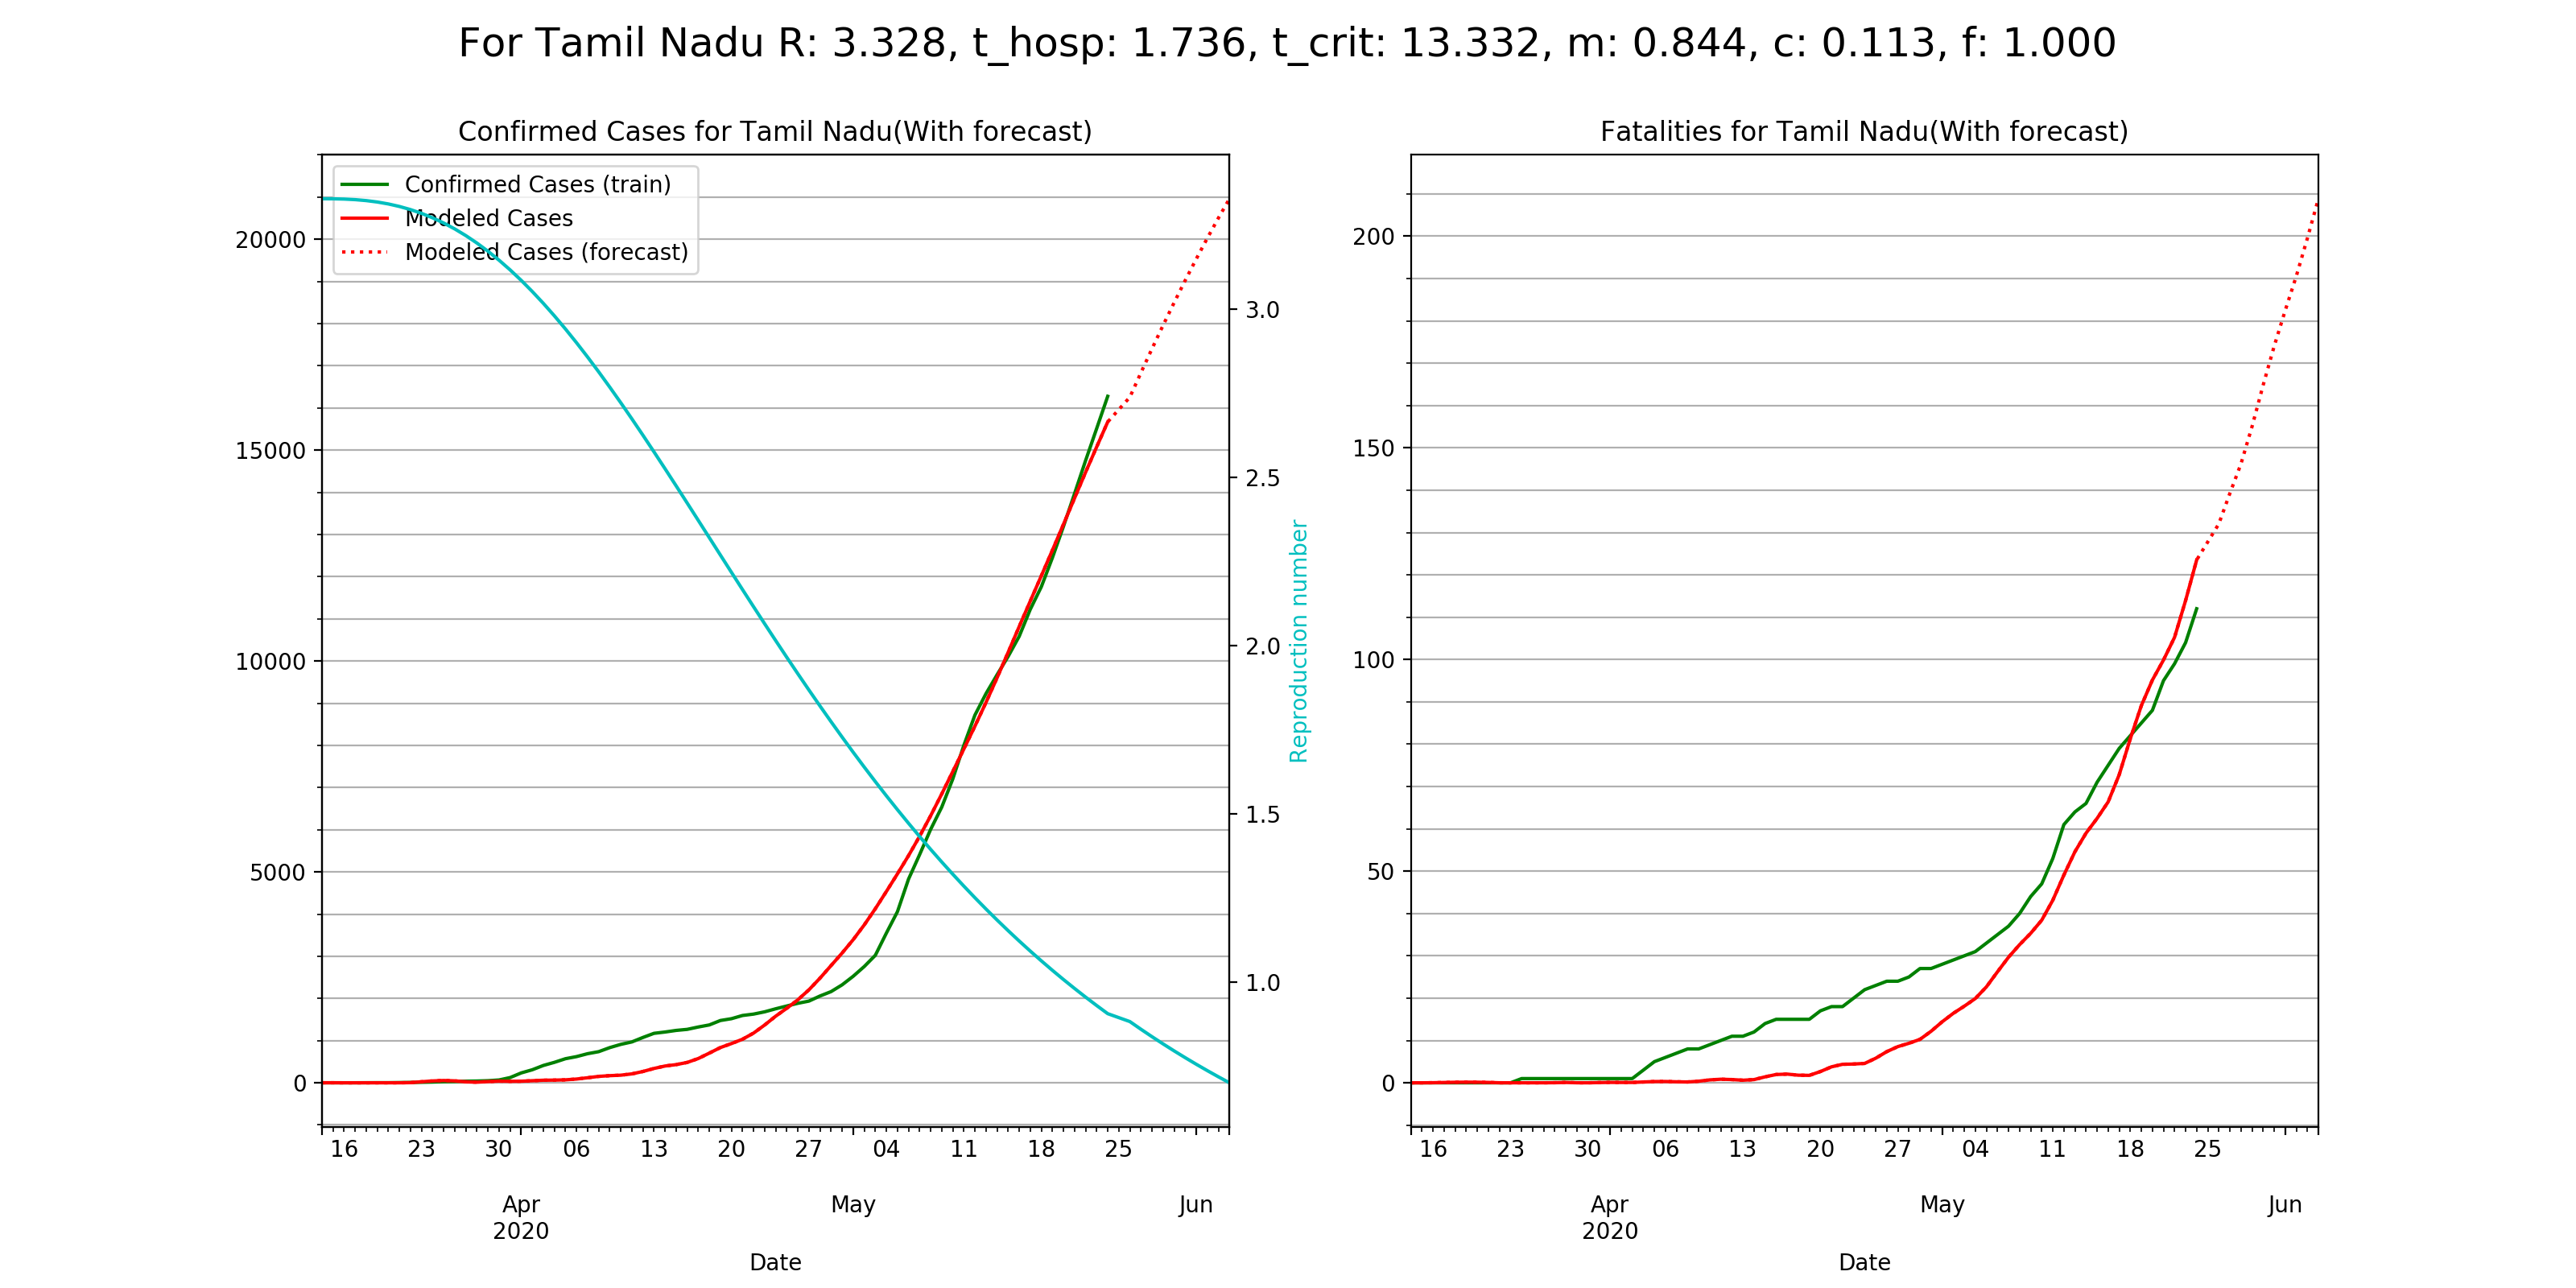 For Tamil Nadu R: 3.328, t_hosp: 1.736, t_crit: 13.332, m: 0.844, c: 0.113, f: 1.000
Confirmed Cases for Tamil Nadu(With forecast)
Confirmed Cases (train)
Modeled Cases
Modeled Cases (forecast)
20000
15000
10000
5000
0
3.0
2.5
2.0
1.5
1.0
Reproduction number
16 23 30 06 13 20 27 04 11 18 25
Apr May Jun
2020
Date
Fatalities for Tamil Nadu(With forecast)
200
150
100
50
0
16 23 30 06 13 20 27 04 11 18 25
Apr May Jun
2020
Date